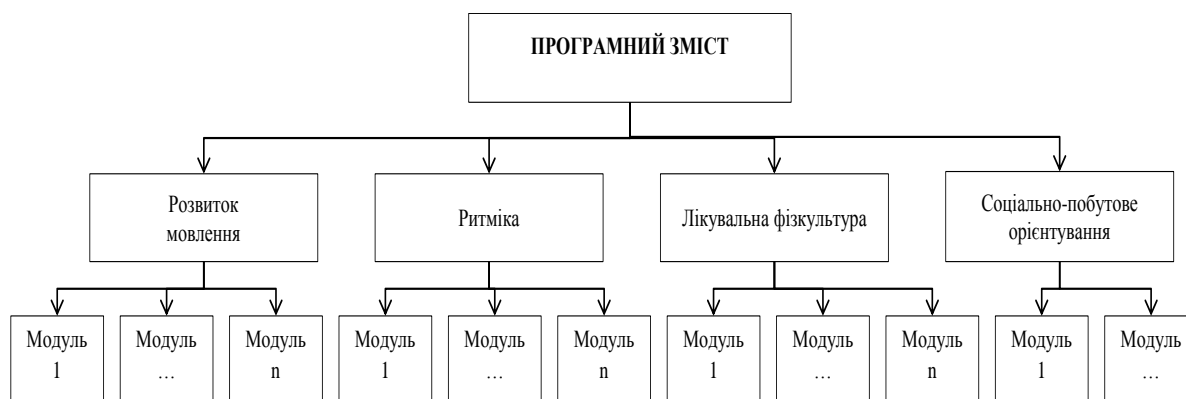 ПРОГРАМНИЙ ЗМІСТ
Розвиток
мовлення
Ритміка
Лікувальна фізкультура
Соціально-побутове
орієнтування
Модуль
1
Модуль
…
Модуль
n
Модуль
1
Модуль
…
Модуль
n
Модуль
1
Модуль
…
Модуль
n
Модуль
1
Модуль
…